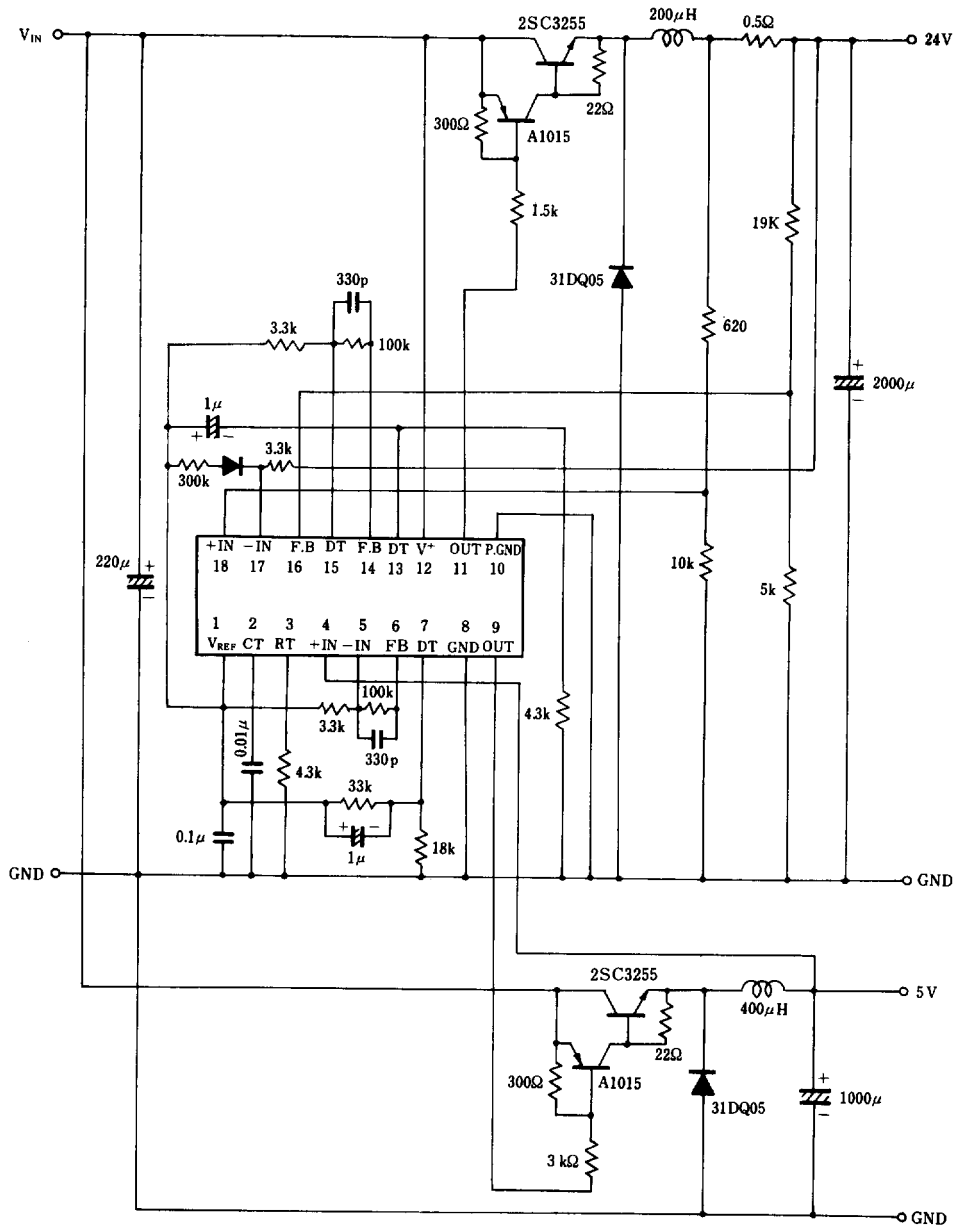 2SC3255
200μH
0.5Ω
V_IN
24V
22Ω
300Ω
A1015
1.5k
19K
31DQ05
330p
3.3k
100k
620
+
2000μ
−
1μ
+ −
3.3k
300k
+IN −IN F.B DT F.B DT V⁺ OUT P.GND
18 17 16 15 14 13 12 11 10
10k
5k
220μ
+
−
1 2 3 4 5 6 7 8 9
V_REF CT RT +IN −IN FB DT GND OUT
100k
3.3k
4.3k
0.01μ
330p
4.3k
33k
+ −
0.1μ
1μ
18k
GND
GND
2SC3255
5V
400μH
22Ω
300Ω
A1015
31DQ05
+
1000μ
−
3kΩ
GND